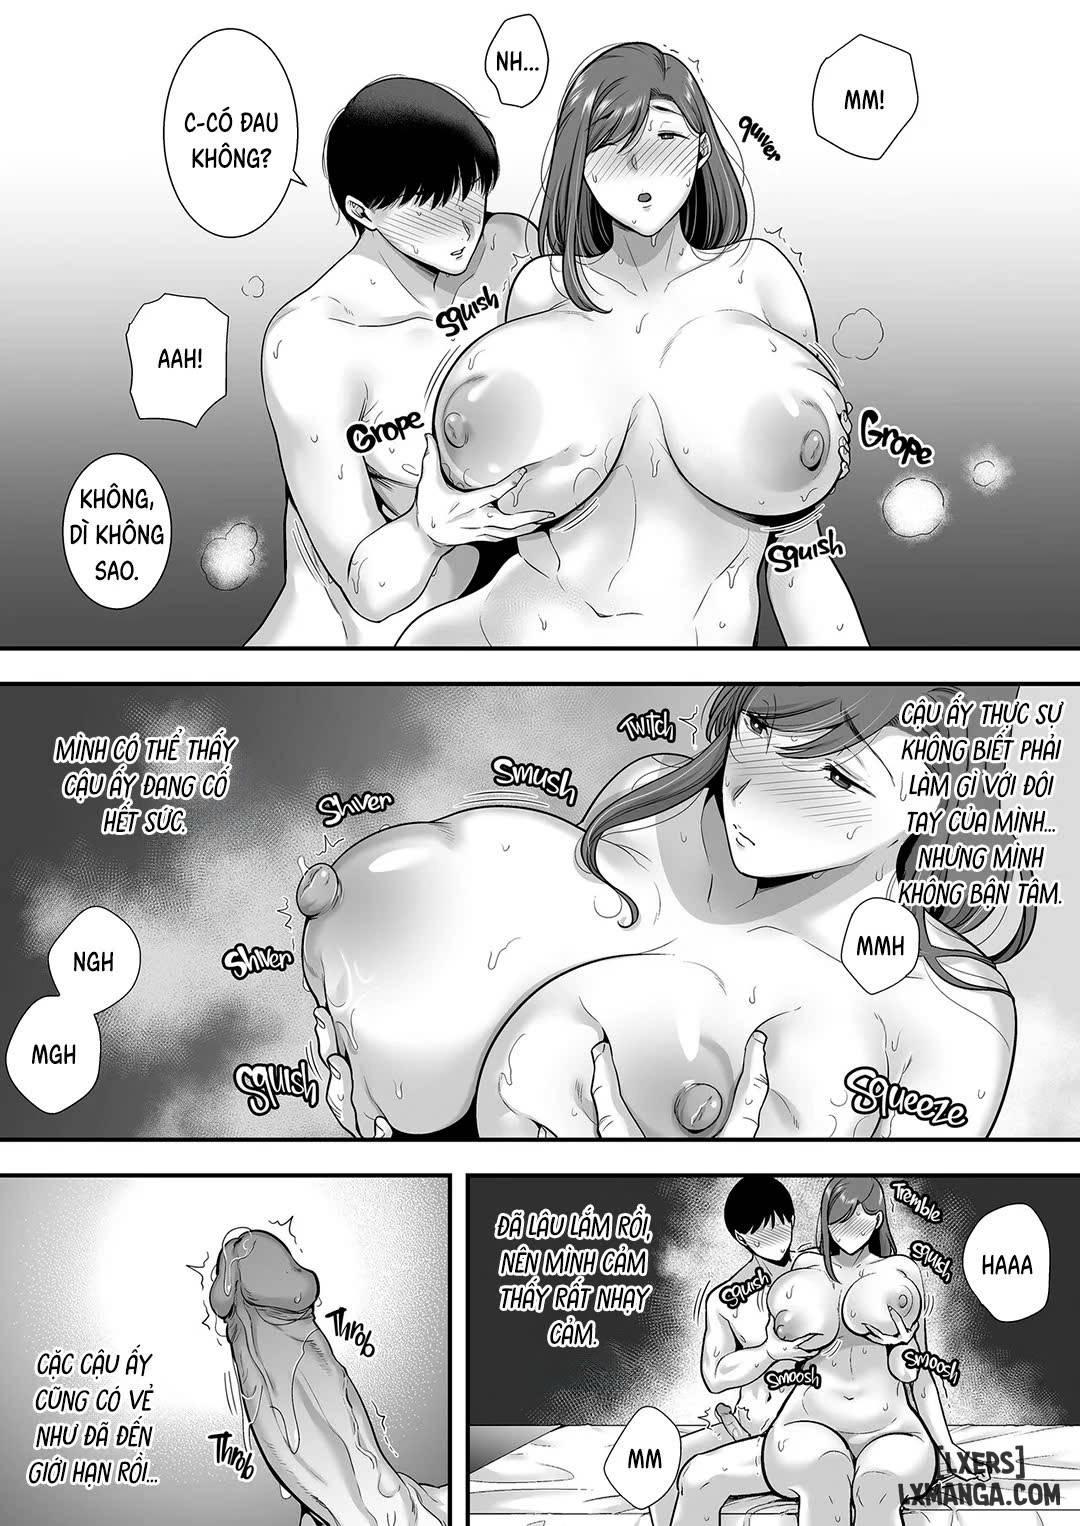 NH...
MM!
C-CÓ ĐAU
KHÔNG?
quiver
Squish
AAH!
Grope
Grope
KHÔNG,
DÌ KHÔNG
SAO.
Squish
MÌNH CÓ THỂ THẤY
CẬU ẤY ĐANG CỐ
HẾT SỨC.
Twitch
Smush
Shiver
CẬU ẤY THỰC SỰ
KHÔNG BIẾT PHẢI
LÀM GÌ VỚI ĐÔI
TAY CỦA MÌNH...
NHƯNG MÌNH
KHÔNG BẬN TÂM.
NGH
Shiver
MMH
MGH
Squish
Squeeze
Throb
CẶC CẬU ẤY
CŨNG CÓ VẺ
NHƯ ĐÃ ĐẾN
GIỚI HẠN RỒI...
Throb
ĐÃ LÂU LẮM RỒI,
NÊN MÌNH CẢM
THẤY RẤT NHẠY
CẢM.
Tremble
HAAA
Squish
Squish
Smoosh
Smoosh
MM
[LXERS]
LXMANGA.COM